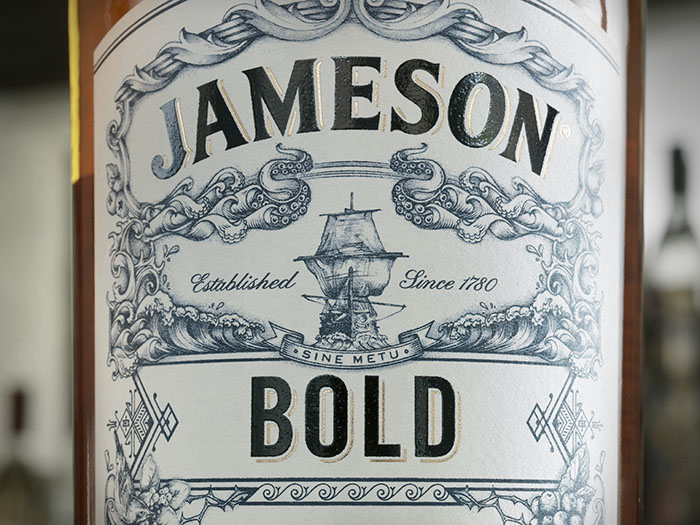 JAMESON
Established Since 1780
• SINE METU •
BOLD